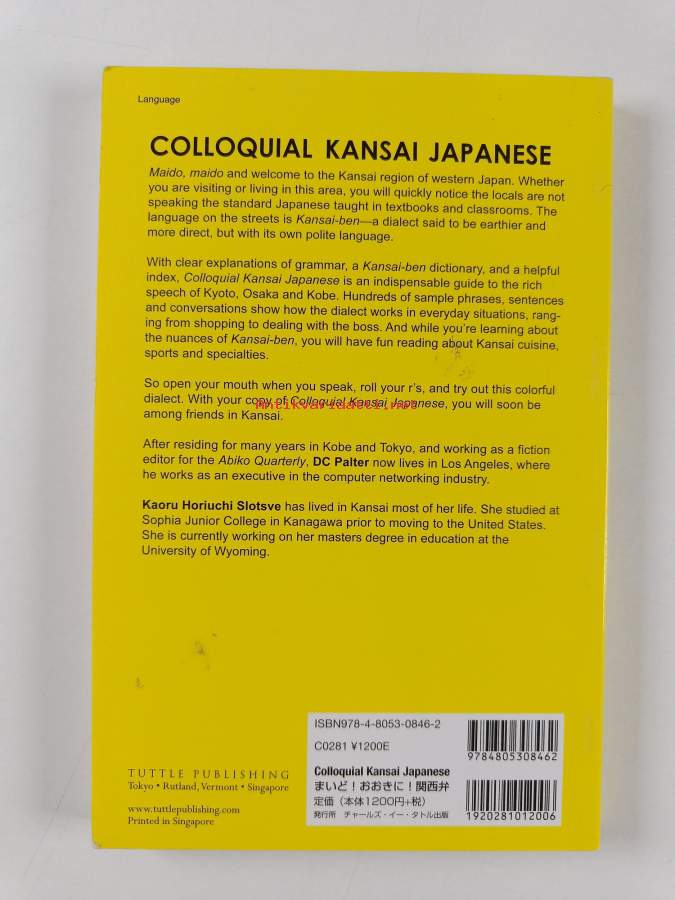 Language
COLLOQUIAL KANSAI JAPANESE
Maido, maido and welcome to the Kansai region of western Japan. Whether
you are visiting or living in this area, you will quickly notice the locals are not
speaking the standard Japanese taught in textbooks and classrooms. The
language on the streets is Kansai-ben—a dialect said to be earthier and
more direct, but with its own polite language.
With clear explanations of grammar, a Kansai-ben dictionary, and a helpful
index, Colloquial Kansai Japanese is an indispensable guide to the rich
speech of Kyoto, Osaka and Kobe. Hundreds of sample phrases, sentences
and conversations show how the dialect works in everyday situations, rang-
ing from shopping to dealing with the boss. And while you're learning about
the nuances of Kansai-ben, you will have fun reading about Kansai cuisine,
sports and specialties.
So open your mouth when you speak, roll your r's, and try out this colorful
dialect. With your copy of Colloquial Kansai Japanese, you will soon be
Antikvariaatti.net
among friends in Kansai.
After residing for many years in Kobe and Tokyo, and working as a fiction
editor for the Abiko Quarterly, DC Palter now lives in Los Angeles, where
he works as an executive in the computer networking industry.
Kaoru Horiuchi Slotsve has lived in Kansai most of her life. She studied at
Sophia Junior College in Kanagawa prior to moving to the United States.
She is currently working on her masters degree in education at the
University of Wyoming.
TUTTLE PUBLISHING
Tokyo • Rutland, Vermont • Singapore
www.tuttlepublishing.com
Printed in Singapore
ISBN978-4-8053-0846-2
C0281 ¥1200E
9784805308462
Colloquial Kansai Japanese
まいど！おおきに！関西弁
定価（本体1200円+税）
発行所 チャールズ・イー・タトル出版
1920281012006